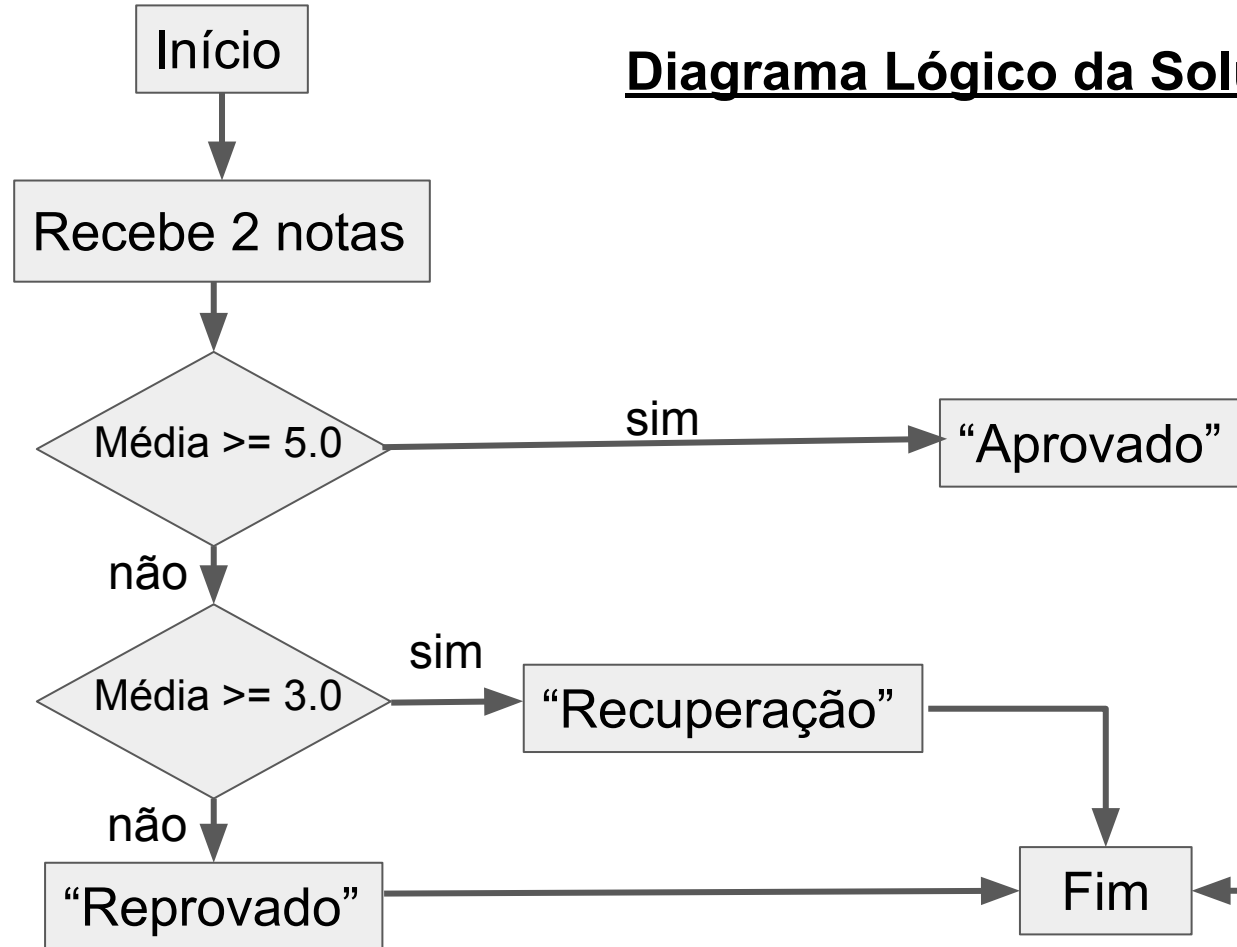 Início
Diagrama Lógico da Sol
Recebe 2 notas
Média >= 5.0
sim
“Aprovado”
não
Média >= 3.0
sim
“Recuperação”
não
“Reprovado”
Fim